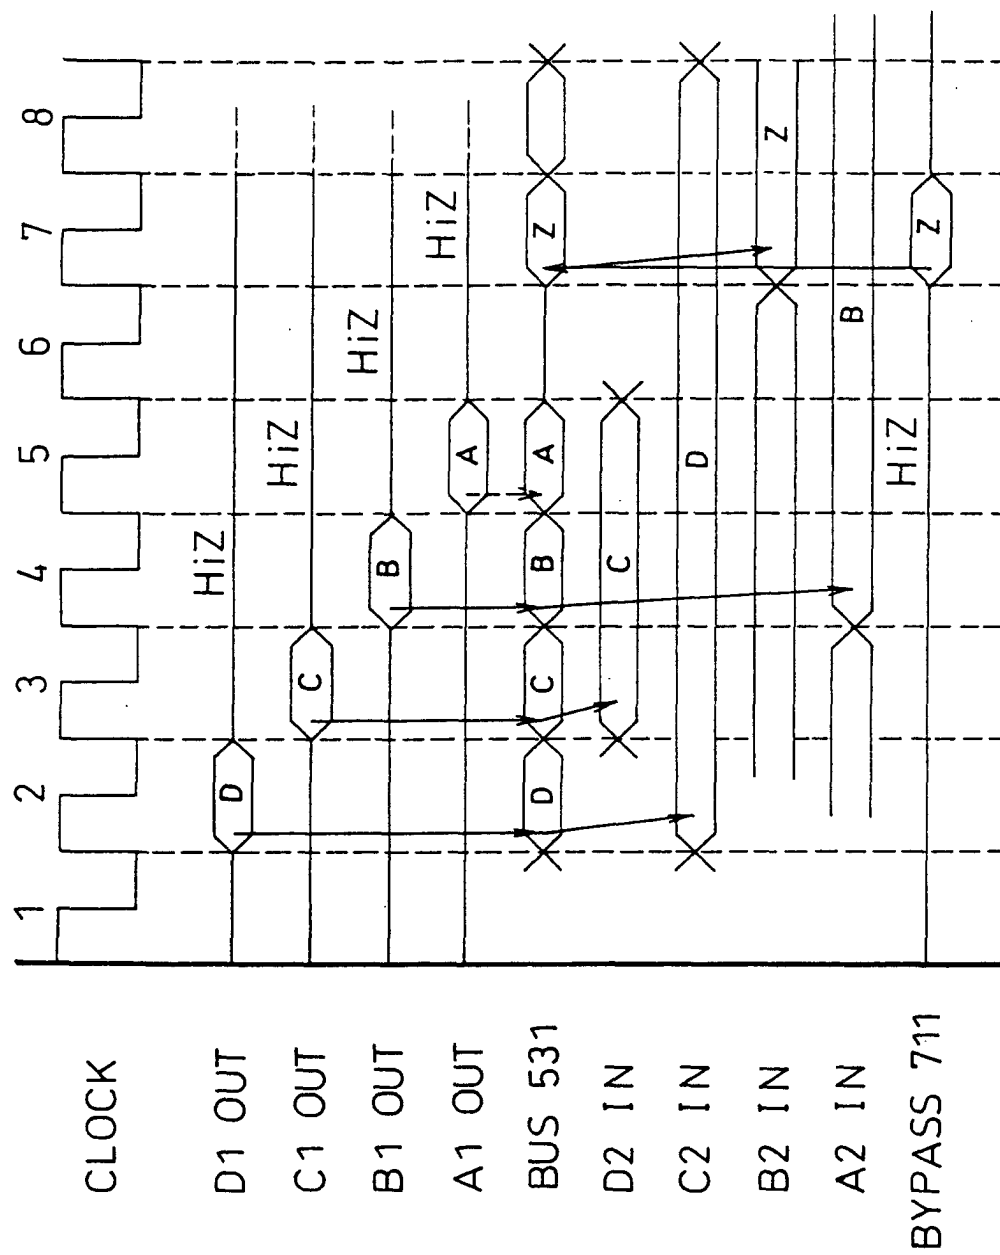 CLOCK 1 2 3 4 5 6 7 8
D1 OUT D HiZ
C1 OUT C HiZ
B1 OUT B HiZ
A1 OUT A HiZ
BUS 531 D C B A Z
D2 IN C
C2 IN D
B2 IN Z
A2 IN B
BYPASS 711 HiZ Z